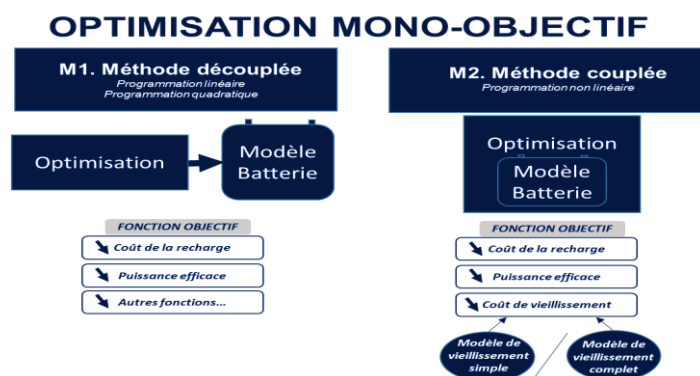 OPTIMISATION MONO-OBJECTIF
M1. Méthode découplée
Programmation linéaire
Programmation quadratique
Optimisation
Modèle
Batterie
FONCTION OBJECTIF
Coût de la recharge
Puissance efficace
Autres fonctions...
M2. Méthode couplée
Programmation non linéaire
Optimisation
Modèle
Batterie
FONCTION OBJECTIF
Coût de la recharge
Puissance efficace
Coût de vieillissement
Modèle de
vieillissement
simple
Modèle de
vieillissement
complet